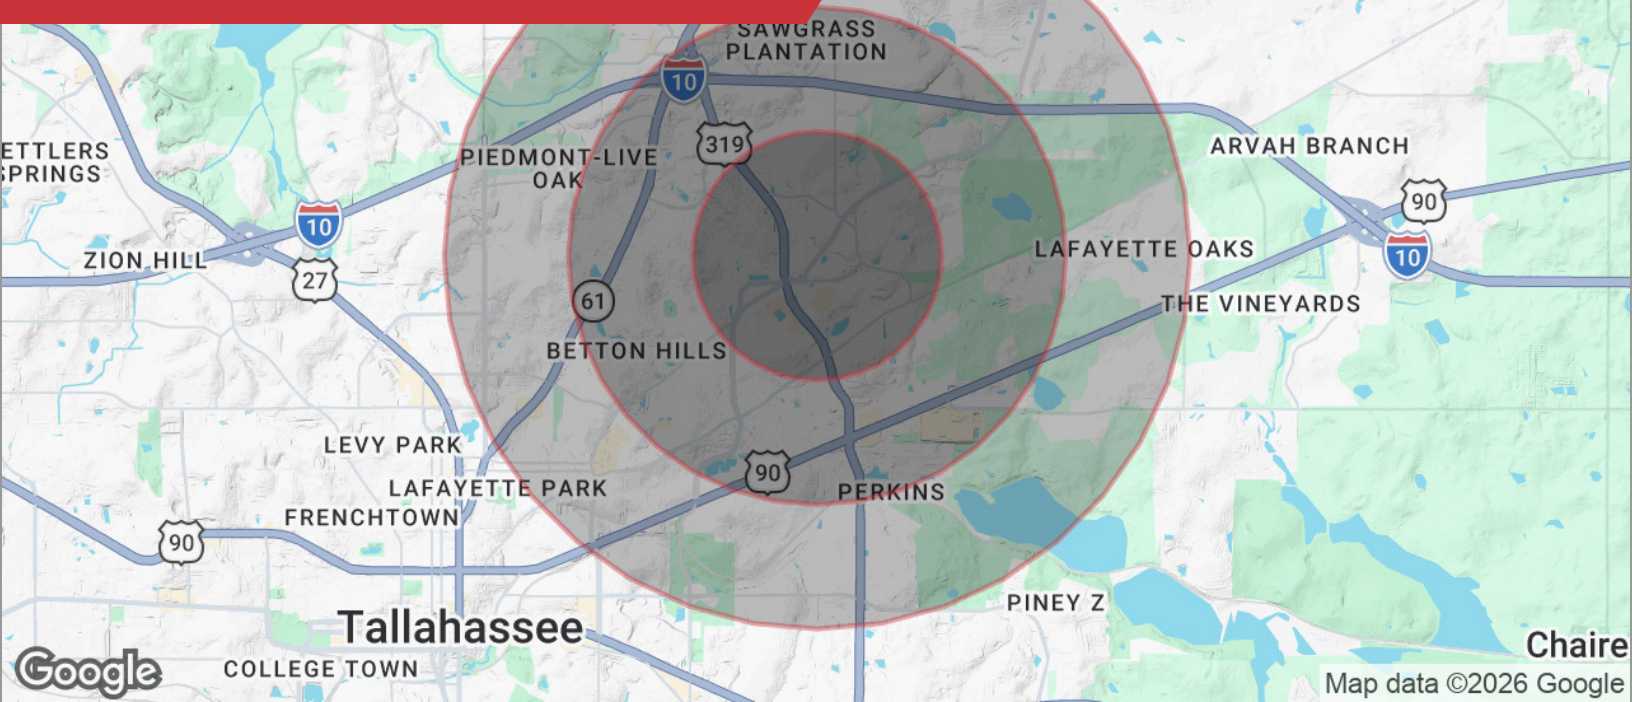 SAWGRASS
PLANTATION
10
319
ETTLERS
SPRINGS
PIEDMONT-LIVE
OAK
ARVAH BRANCH
90
10
ZION HILL
27
LAFAYETTE OAKS
10
61
THE VINEYARDS
BETTON HILLS
LEVY PARK
90
LAFAYETTE PARK
PERKINS
FRENCHTOWN
90
PINEY Z
Tallahassee
Chaire
COLLEGE TOWN
Google
Map data ©2026 Google